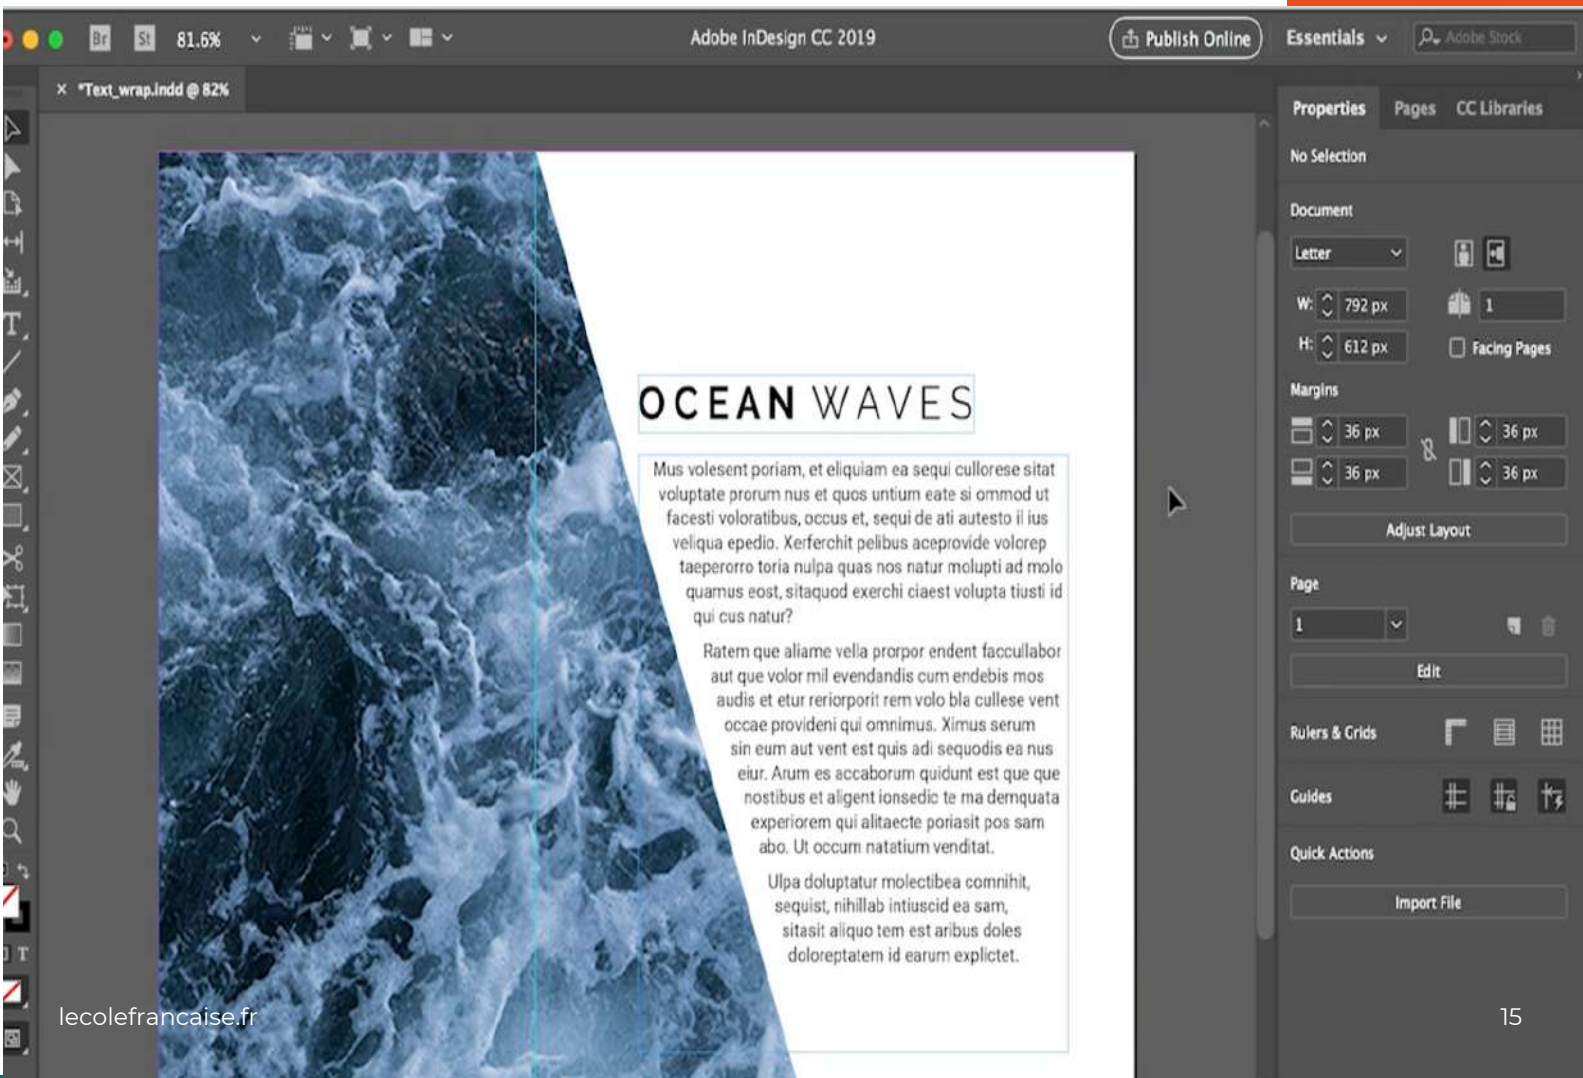 Br
St
81.6%
Adobe InDesign CC 2019
Publish Online
Essentials
Adobe Stock
× *Text_wrap.indd @ 82%
Properties
Pages
CC Libraries
No Selection
Document
Letter
W: 792 px
1
H: 612 px
Facing Pages
Margins
36 px
36 px
36 px
36 px
Adjust Layout
Page
1
Edit
Rulers & Grids
Guides
Quick Actions
Import File
OCEAN WAVES
Mus volesent poriam, et eliquiam ea sequi cullorese sitat
voluptate prorum nus et quos untium eate si ommod ut
facesti voloratibus, occus et, sequi de ati autesto il ius
veliqua epedio. Xerferchit pelibus aceprovide volorep
taeperorro toria nulpa quas nos natur molupti ad molo
quamus eost, sitaquod exerchi ciaest volupta tiusti id
qui cus natur?
Ratem que aliame vella prorpor endent faccullabor
aut que volor mil evendandis cum endebis mos
audis et etur reriorporit rem volo bla cullese vent
occae provideni qui omnimus. Ximus serum
sin eum aut vent est quis adi sequodis ea nus
eiur. Arum es accaborum quidunt est que que
nostibus et aligent ionsedic te ma demquata
experiorem qui alitaecte poriasit pos sam
abo. Ut occum natatium venditat.
Ulpa doluptatur molectibea comnihit,
sequist, nihillab intiuscid ea sam,
sitasit aliquo tem est aribus doles
doloreptatem id earum explictet.
T
T
lecolefrancaise.fr
15